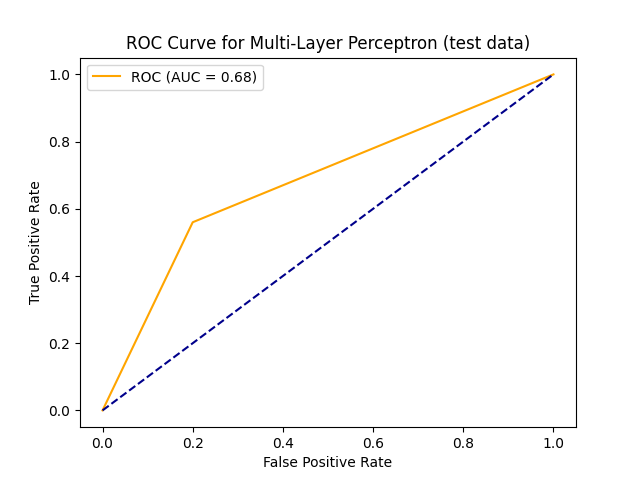 ROC Curve for Multi-Layer Perceptron (test data)
ROC (AUC = 0.68)
True Positive Rate
1.0
0.8
0.6
0.4
0.2
0.0
0.0 0.2 0.4 0.6 0.8 1.0
False Positive Rate